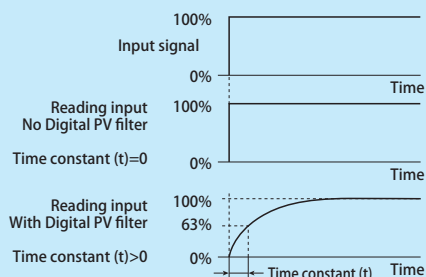 100%
Input signal
0%
Time
Reading input
No Digital PV filter
100%
Time constant (t)=0
0%
Time
Reading input
With Digital PV filter
100%
63%
Time constant (t)>0
0%
Time constant (t)
Time